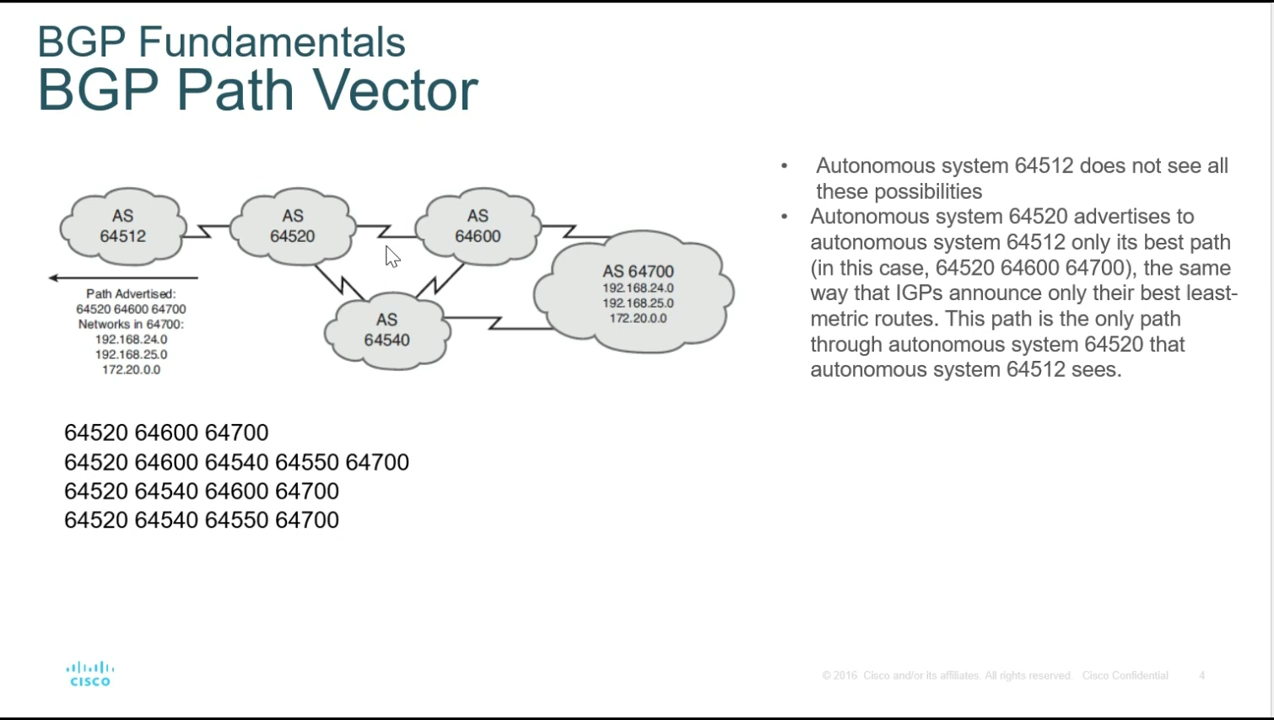 BGP Fundamentals
BGP Path Vector
AS
64512
AS
64520
AS
64600
AS 64700
192.168.24.0
192.168.25.0
172.20.0.0
AS
64540
Path Advertised:
64520 64600 64700
Networks in 64700:
192.168.24.0
192.168.25.0
172.20.0.0
64520 64600 64700
64520 64600 64540 64550 64700
64520 64540 64600 64700
64520 64540 64550 64700
• Autonomous system 64512 does not see all
these possibilities
• Autonomous system 64520 advertises to
autonomous system 64512 only its best path
(in this case, 64520 64600 64700), the same
way that IGPs announce only their best least-
metric routes. This path is the only path
through autonomous system 64520 that
autonomous system 64512 sees.
CISCO
© 2016 Cisco and/or its affiliates. All rights reserved. Cisco Confidential 4